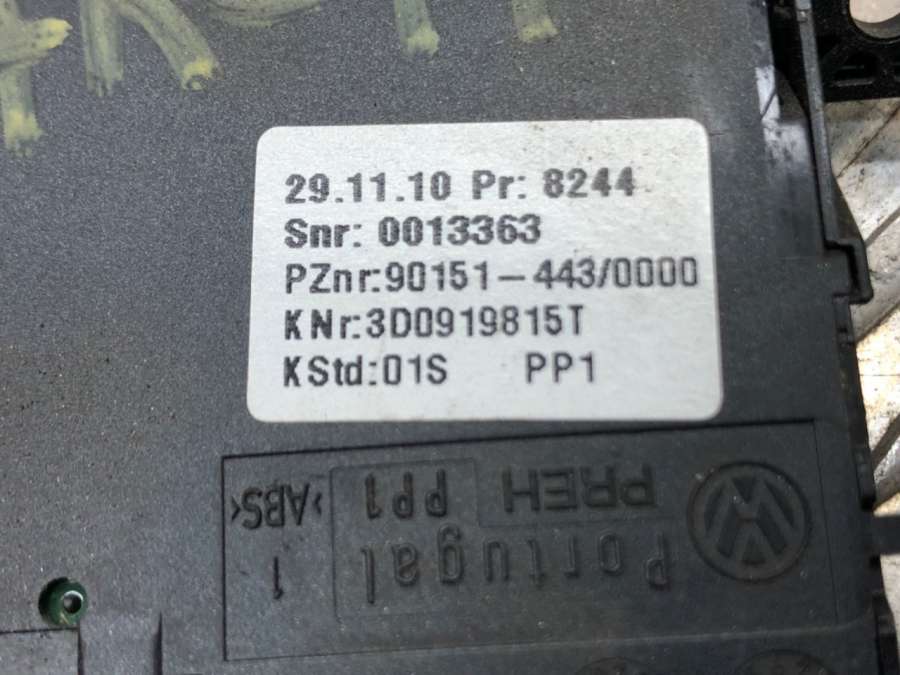 29.11.10 Pr: 8244
Snr: 0013363
PZnr:90151-443/0000
KNr:3D0919815T
KStd:01S PP1
PREH PP1 >ABS<
Portugal 1